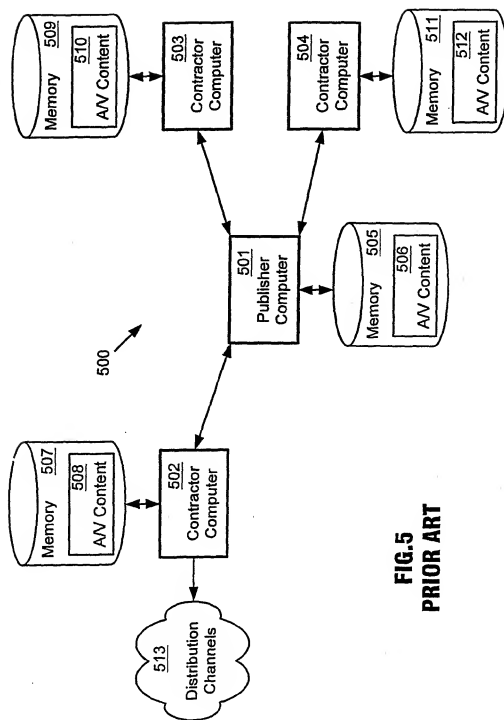 507
Memory
508
A/V Content
502
Contractor
Computer
513
Distribution
Channels
500
501
Publisher
Computer
Memory
505
506
A/V Content
Memory
509
510
A/V Content
503
Contractor
Computer
504
Contractor
Computer
Memory
511
512
A/V Content
FIG.5
PRIOR ART